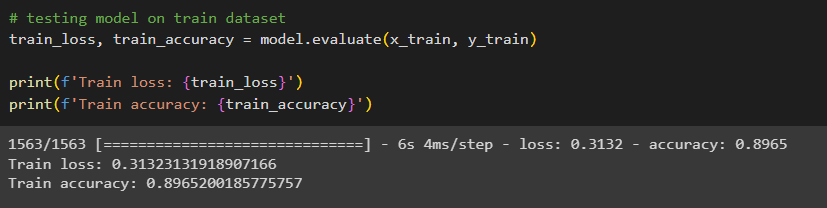 # testing model on train dataset
train_loss, train_accuracy = model.evaluate(x_train, y_train)
print(f'Train loss: {train_loss}')
print(f'Train accuracy: {train_accuracy}')
1563/1563 [==============================] - 6s 4ms/step - loss: 0.3132 - accuracy: 0.8965
Train loss: 0.31323131918907166
Train accuracy: 0.8965200185775757